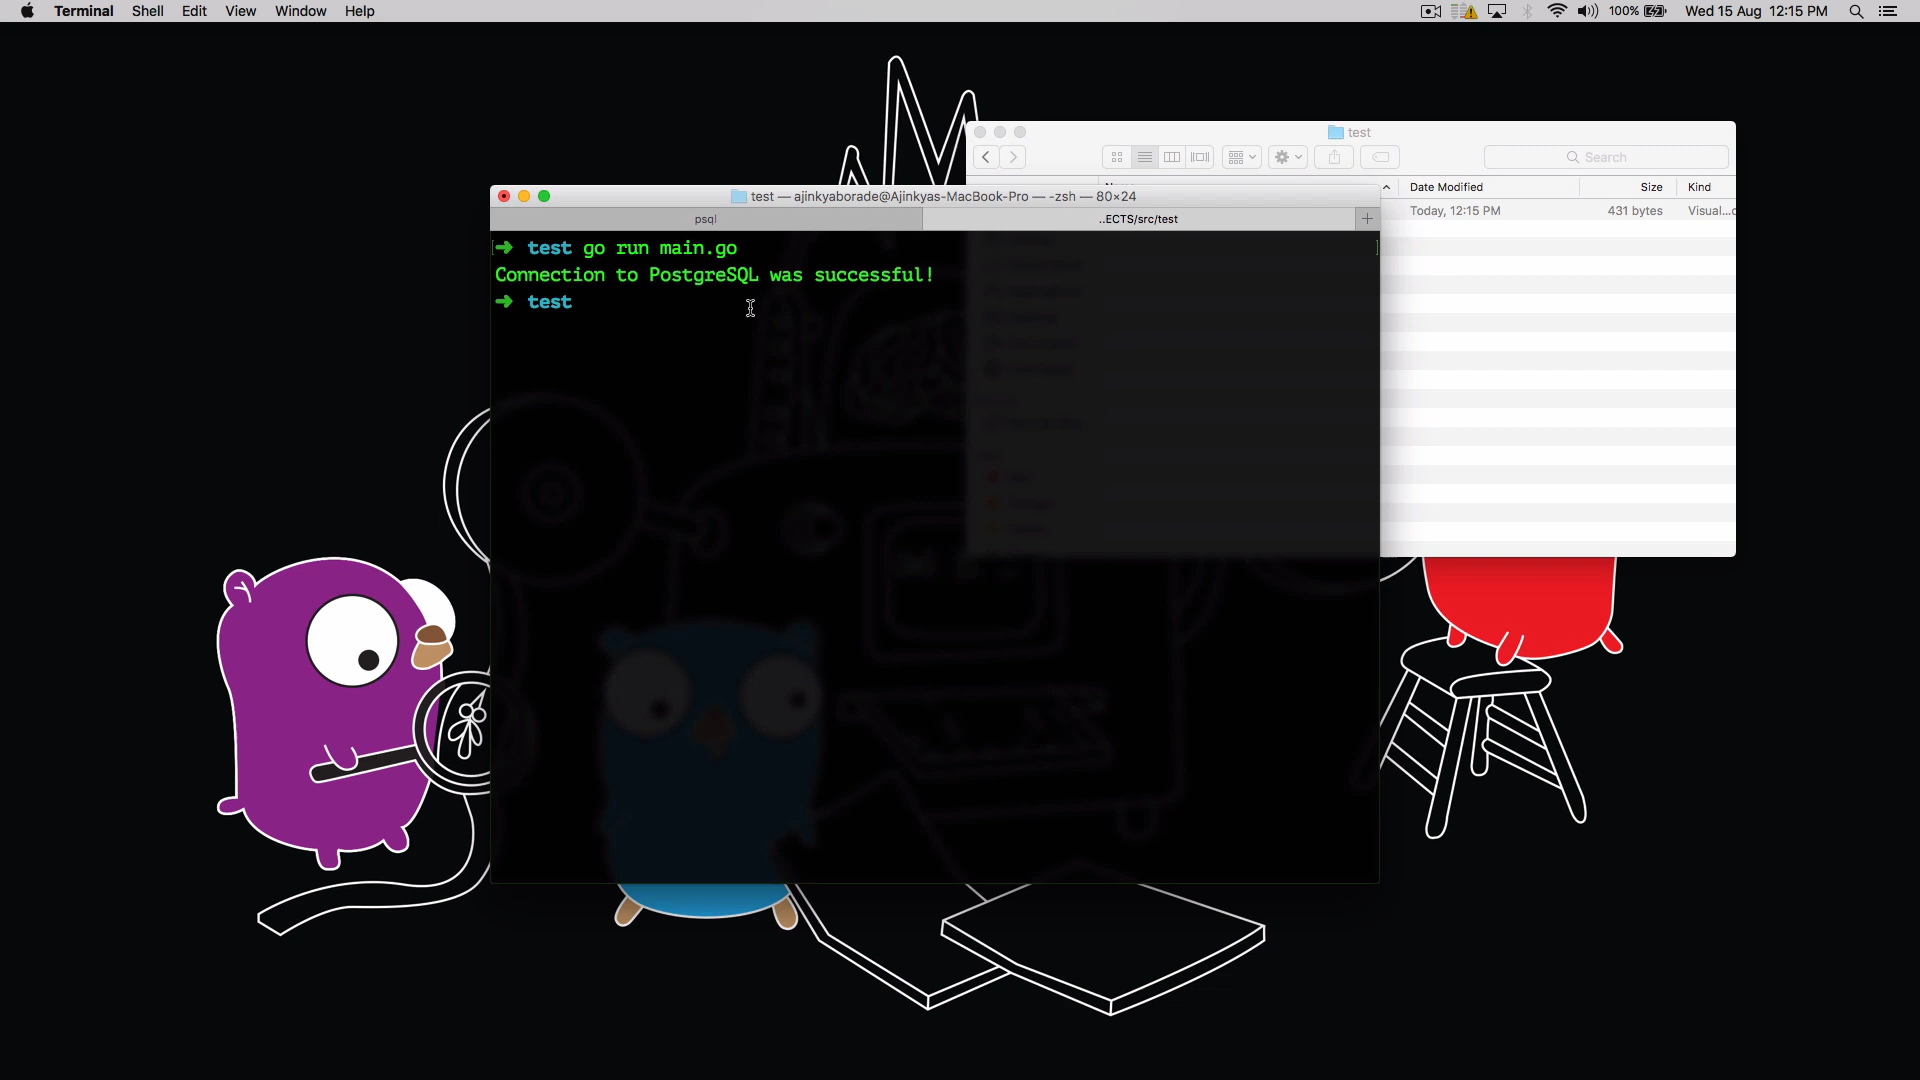 Terminal Shell Edit View Window Help
100% Wed 15 Aug 12:15 PM
test
Search
Date Modified Size Kind
Today, 12:15 PM 431 bytes Visual...
test — ajinkyaborade@Ajinkyas-MacBook-Pro — -zsh — 80×24
psql ..ECTS/src/test
➜ test go run main.go
Connection to PostgreSQL was successful!
➜ test